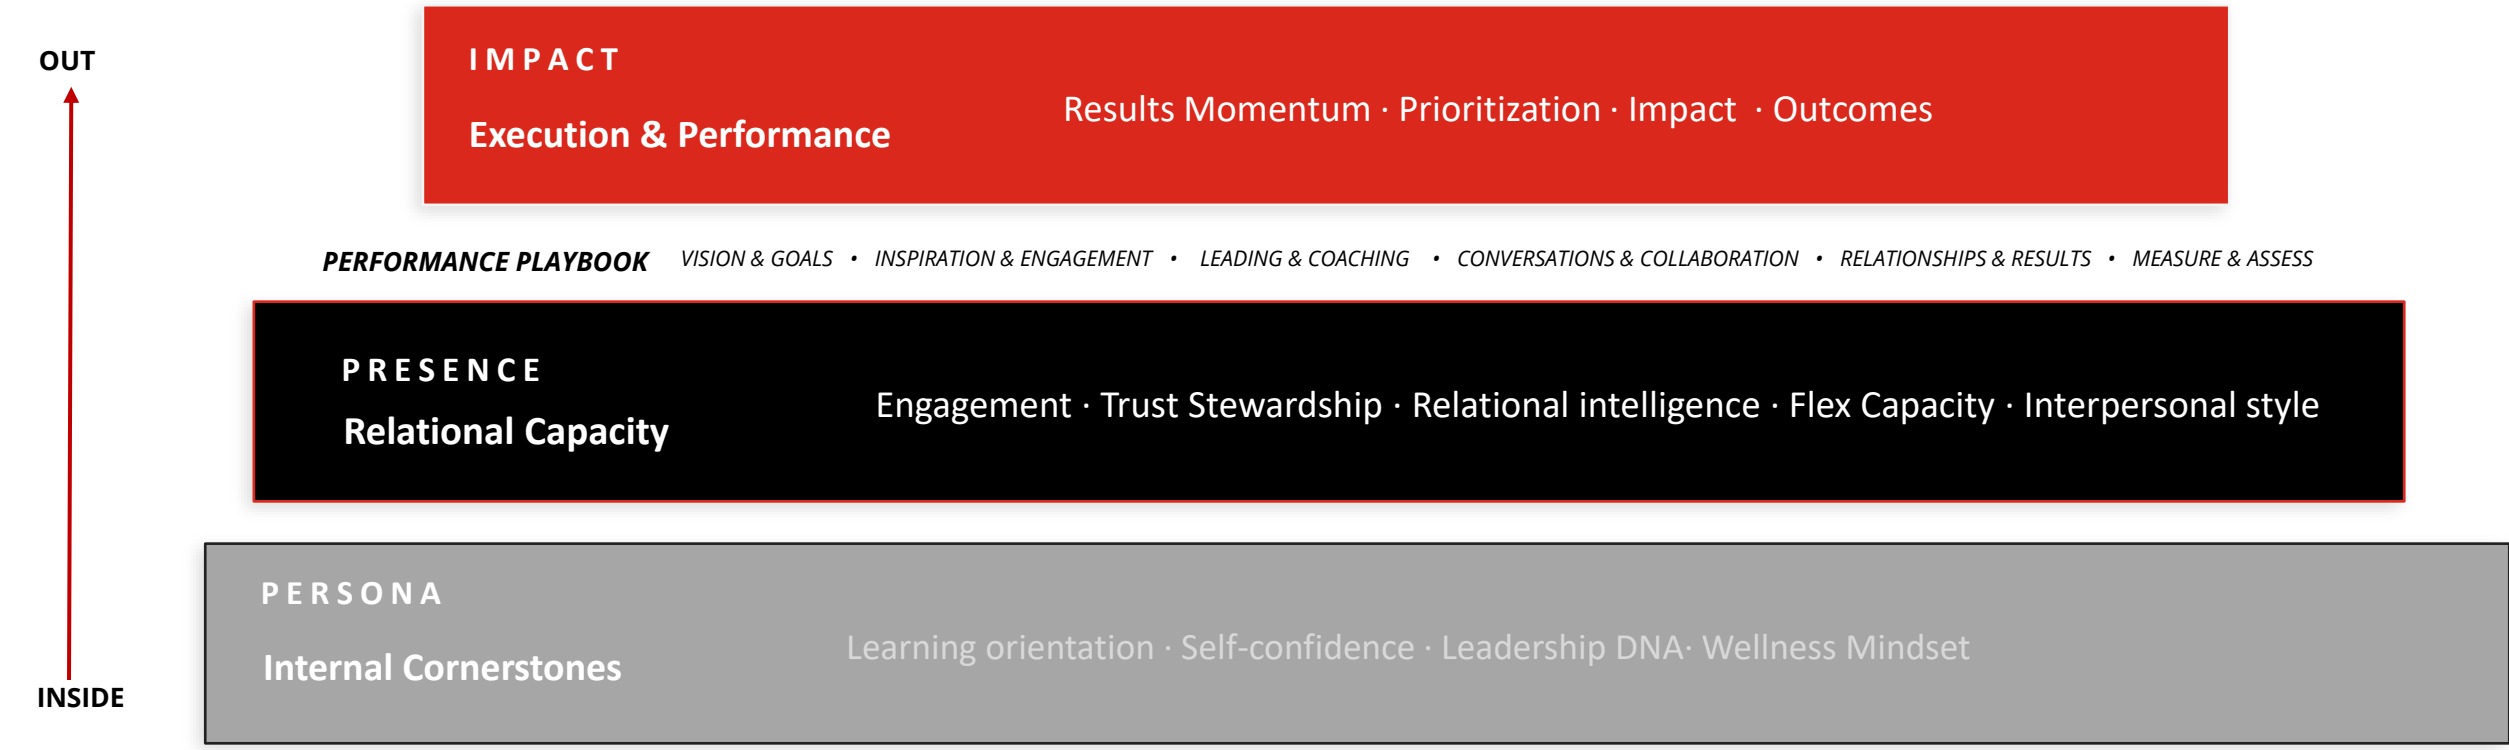 OUT
IMPACT
Execution & Performance
Results Momentum · Prioritization · Impact · Outcomes
PERFORMANCE PLAYBOOK VISION & GOALS • INSPIRATION & ENGAGEMENT • LEADING & COACHING • CONVERSATIONS & COLLABORATION • RELATIONSHIPS & RESULTS • MEASURE & ASSESS
PRESENCE
Relational Capacity
Engagement · Trust Stewardship · Relational intelligence · Flex Capacity · Interpersonal style
PERSONA
Internal Cornerstones
Learning orientation · Self-confidence · Leadership DNA· Wellness Mindset
INSIDE